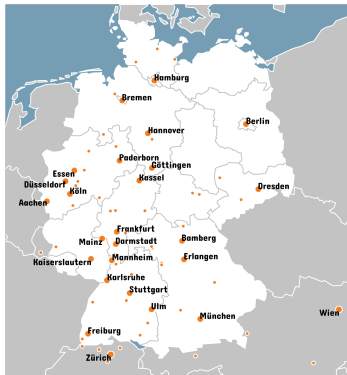 Hamburg
Bremen
Berlin
Hannover
Paderborn
Göttingen
Essen
Kassel
Düsseldorf
Dresden
Köln
Aachen
Frankfurt
Bamberg
Mainz
Darmstadt
Mannheim
Erlangen
Kaiserslautern
Karlsruhe
Stuttgart
Ulm
Wien
München
Freiburg
Zürich